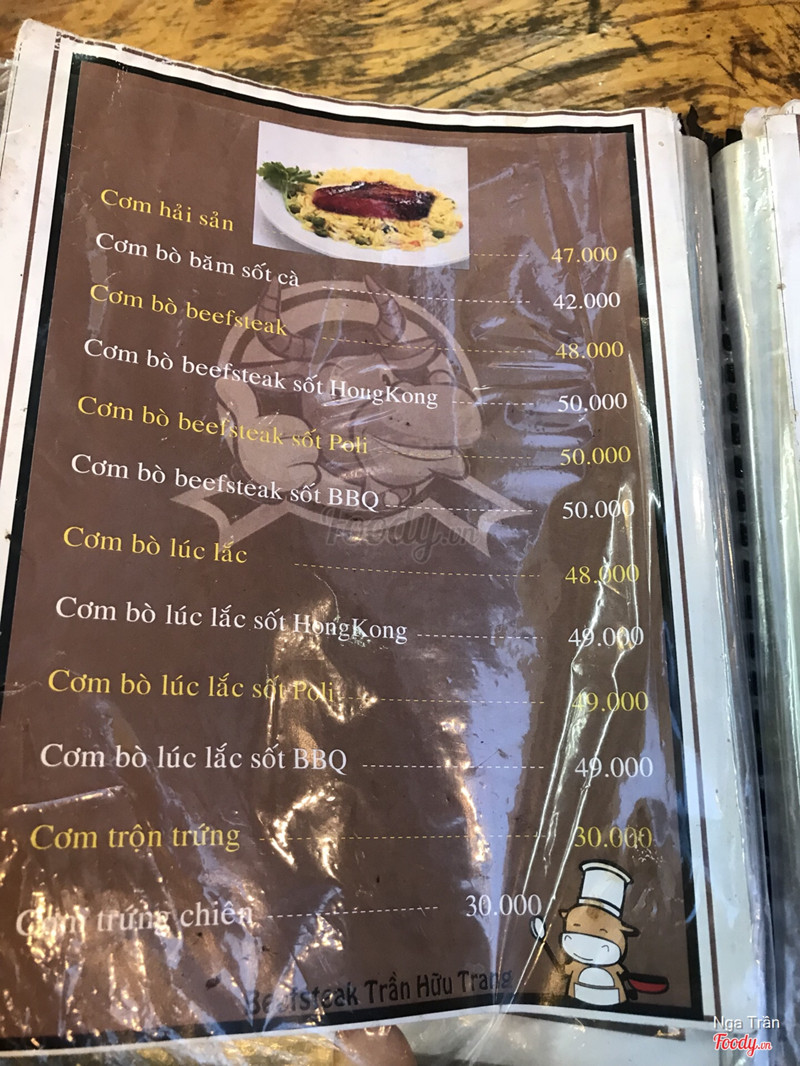 Cơm hải sản 47.000
Cơm bò băm sốt cà 42.000
Cơm bò beefsteak 48.000
Cơm bò beefsteak sốt HongKong 50.000
Cơm bò beefsteak sốt Poli 50.000
Cơm bò beefsteak sốt BBQ 50.000
Foody.vn
Cơm bò lúc lắc 48.000
Cơm bò lúc lắc sốt HongKong 49.000
Cơm bò lúc lắc sốt Poli 49.000
Cơm bò lúc lắc sốt BBQ 49.000
Cơm trộn trứng 30.000
Cơm trứng chiên 30.000
Beefsteak Trần Hữu Trang
Nga Trần
Foody.vn